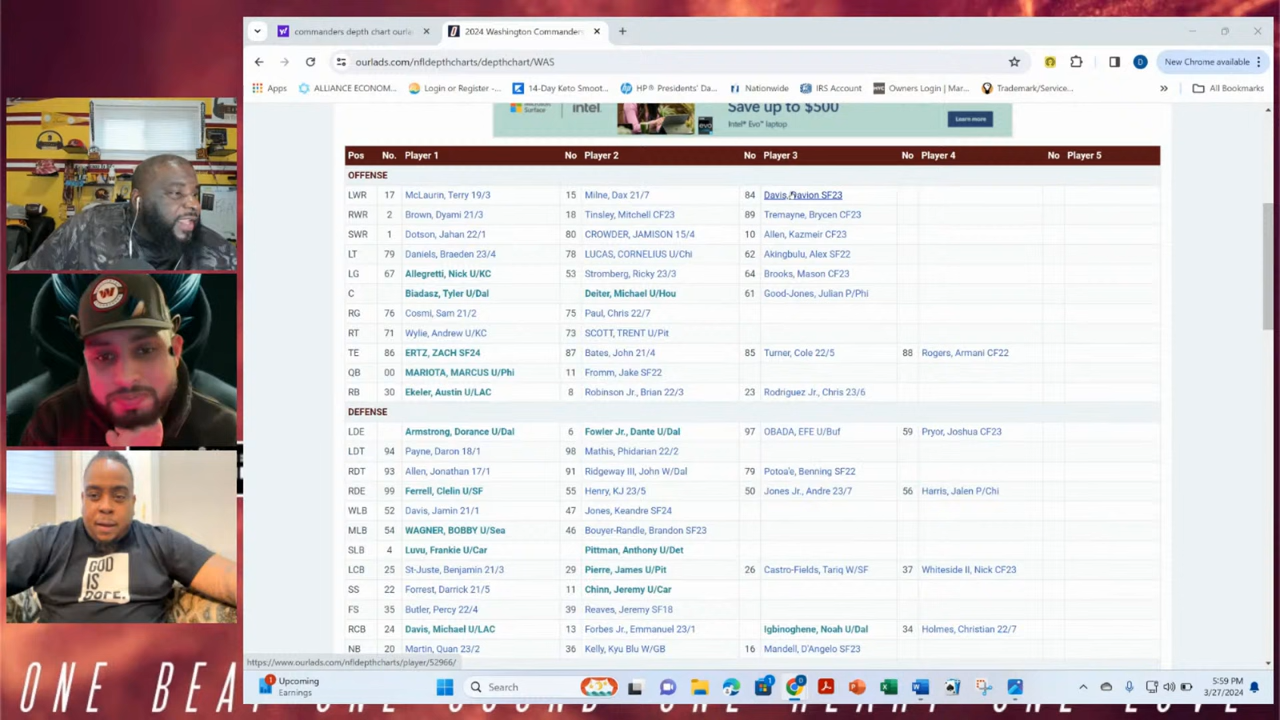 commanders depth chart ourla
2024 Washington Commander
ourlads.com/nfldepthcharts/depthchart/WAS
New Chrome available
Apps
ALLIANCE ECONOM...
Login or Register -...
14-Day Keto Smoot...
HP® Presidents' Da...
Nationwide
IRS Account
Owners Login | Mar...
Trademark/Service...
All Bookmarks
intel.
Save up to $500
Intel® Evo™ laptop
Learn more
Pos No. Player 1 No Player 2 No Player 3 No Player 4 No Player 5
OFFENSE
LWR 17 McLaurin, Terry 19/3 15 Milne, Dax 21/7 84 Davis, Kavion SF23
RWR 2 Brown, Dyami 21/3 18 Tinsley, Mitchell CF23 89 Tremayne, Brycen CF23
SWR 1 Dotson, Jahan 22/1 80 CROWDER, JAMISON 15/4 10 Allen, Kazmeir CF23
LT 79 Daniels, Braeden 23/4 78 LUCAS, CORNELIUS U/Chi 62 Akingbulu, Alex SF22
LG 67 Allegretti, Nick U/KC 53 Stromberg, Ricky 23/3 64 Brooks, Mason CF23
C Biadasz, Tyler U/Dal Deiter, Michael U/Hou 61 Good-Jones, Julian P/Phi
RG 76 Cosmi, Sam 21/2 75 Paul, Chris 22/7
RT 71 Wylie, Andrew U/KC 73 SCOTT, TRENT U/Pit
TE 86 ERTZ, ZACH SF24 87 Bates, John 21/4 85 Turner, Cole 22/5 88 Rogers, Armani CF22
QB 00 MARIOTA, MARCUS U/Phi 11 Fromm, Jake SF22
RB 30 Ekeler, Austin U/LAC 8 Robinson Jr., Brian 22/3 23 Rodriguez Jr., Chris 23/6
DEFENSE
LDE Armstrong, Dorance U/Dal 6 Fowler Jr., Dante U/Dal 97 OBADA, EFE U/Buf 59 Pryor, Joshua CF23
LDT 94 Payne, Daron 18/1 98 Mathis, Phidarian 22/2
RDT 93 Allen, Jonathan 17/1 91 Ridgeway III, John W/Dal 79 Potoa'e, Benning SF22
RDE 99 Ferrell, Clelin U/SF 55 Henry, KJ 23/5 50 Jones Jr., Andre 23/7 56 Harris, Jalen P/Chi
WLB 52 Davis, Jamin 21/1 47 Jones, Keandre SF24
MLB 54 WAGNER, BOBBY U/Sea 46 Bouyer-Randle, Brandon SF23
SLB 4 Luvu, Frankie U/Car Pittman, Anthony U/Det
LCB 25 St-Juste, Benjamin 21/3 29 Pierre, James U/Pit 26 Castro-Fields, Tariq W/SF 37 Whiteside II, Nick CF23
SS 22 Forrest, Darrick 21/5 11 Chinn, Jeremy U/Car
FS 35 Butler, Percy 22/4 39 Reaves, Jeremy SF18
RCB 24 Davis, Michael U/LAC 13 Forbes Jr., Emmanuel 23/1 Igbinoghene, Noah U/Dal 34 Holmes, Christian 22/7
NB 20 Martin, Quan 23/2 36 Kelly, Kyu Blu W/GB 16 Mandell, D'Angelo SF23
https://www.ourlads.com/nfldepthcharts/player/52966/
GOD
IS
DOPE.
Upcoming
Earnings
Search
5:59 PM
3/27/2024